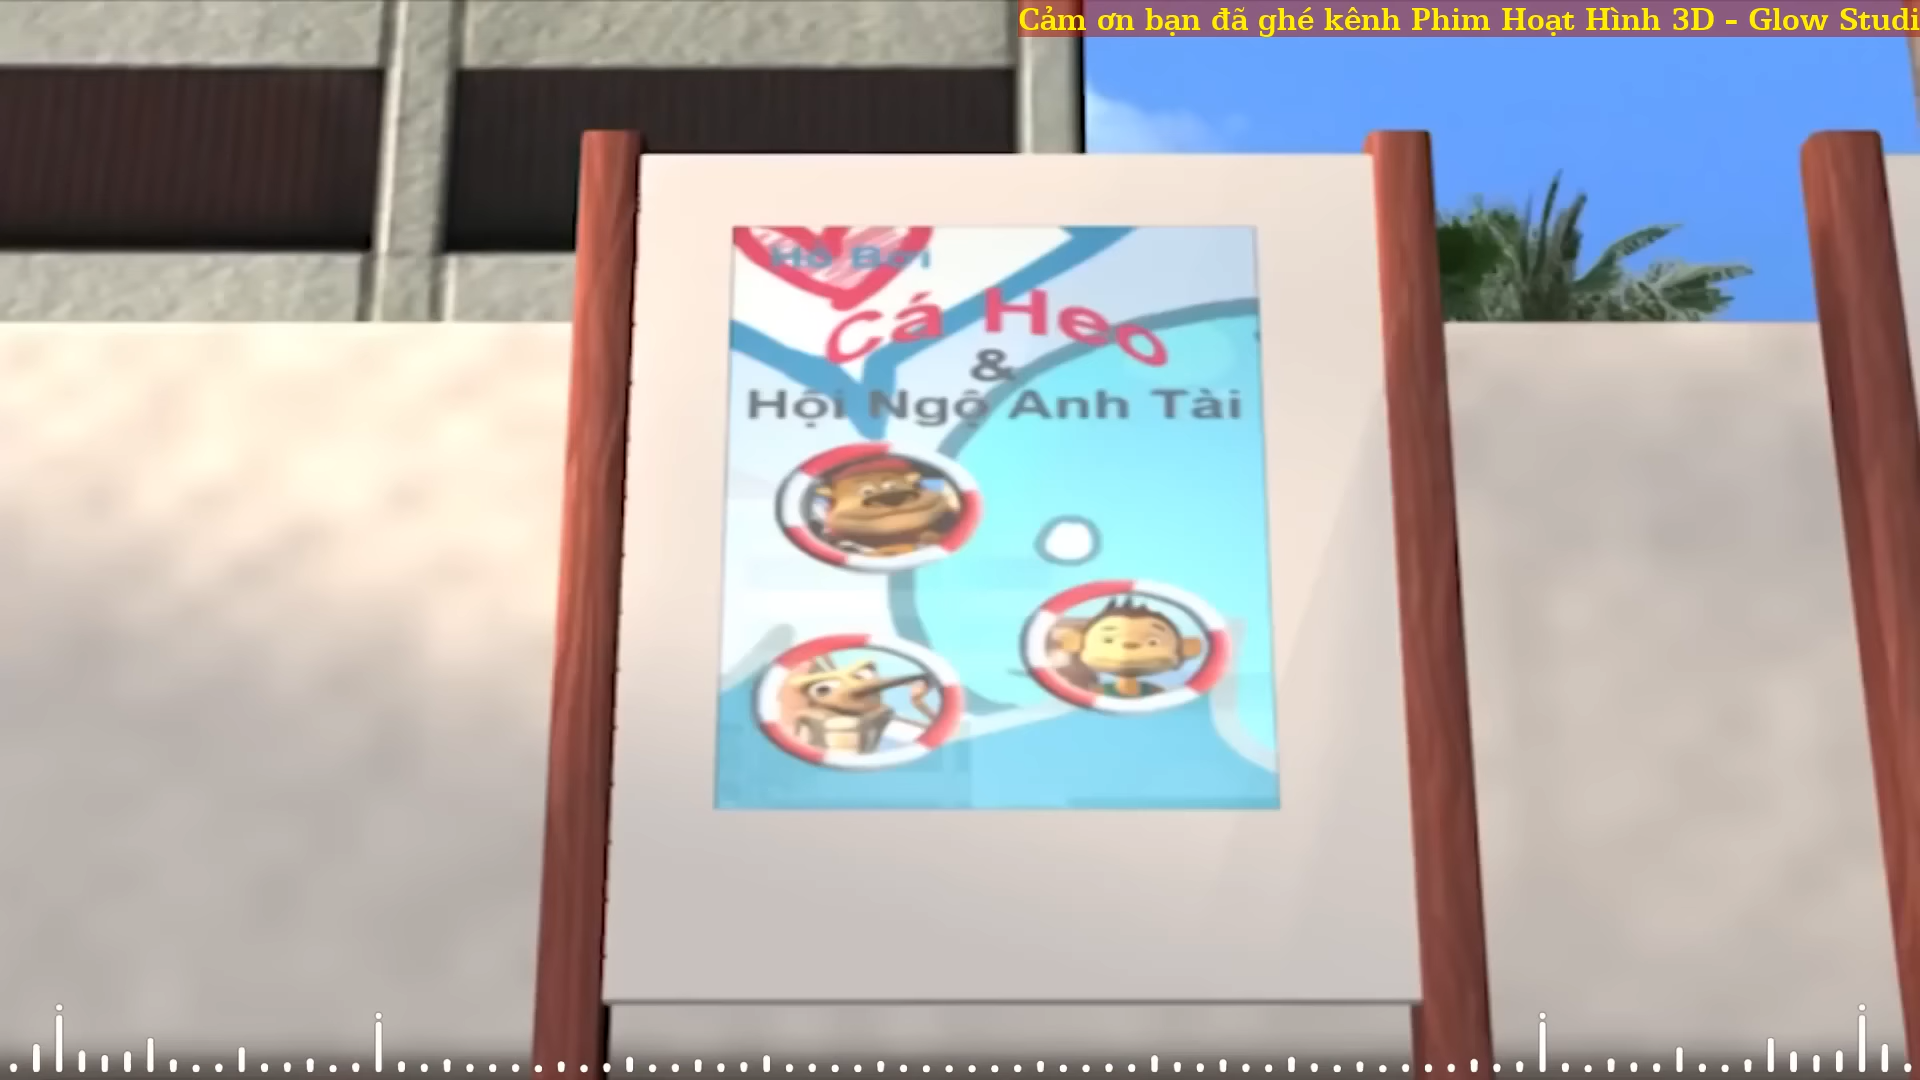 Cảm ơn bạn đã ghé kênh Phim Hoạt Hình 3D - Glow Studi
Hồ Bơi
Cá Heo
&
Hội Ngộ Anh Tài